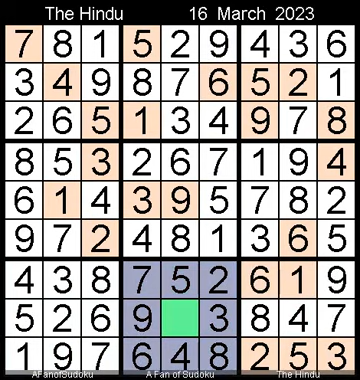 The Hindu 16 March 2023
7 8 1 5 2 9 4 3 6
3 4 9 8 7 6 5 2 1
2 6 5 1 3 4 9 7 8
8 5 3 2 6 7 1 9 4
6 1 4 3 9 5 7 8 2
9 7 2 4 8 1 3 6 5
4 3 8 7 5 2 6 1 9
5 2 6 9 3 8 4 7
1 9 7 6 4 8 2 5 3
AFanofSudoku A Fan of Sudoku The Hindu